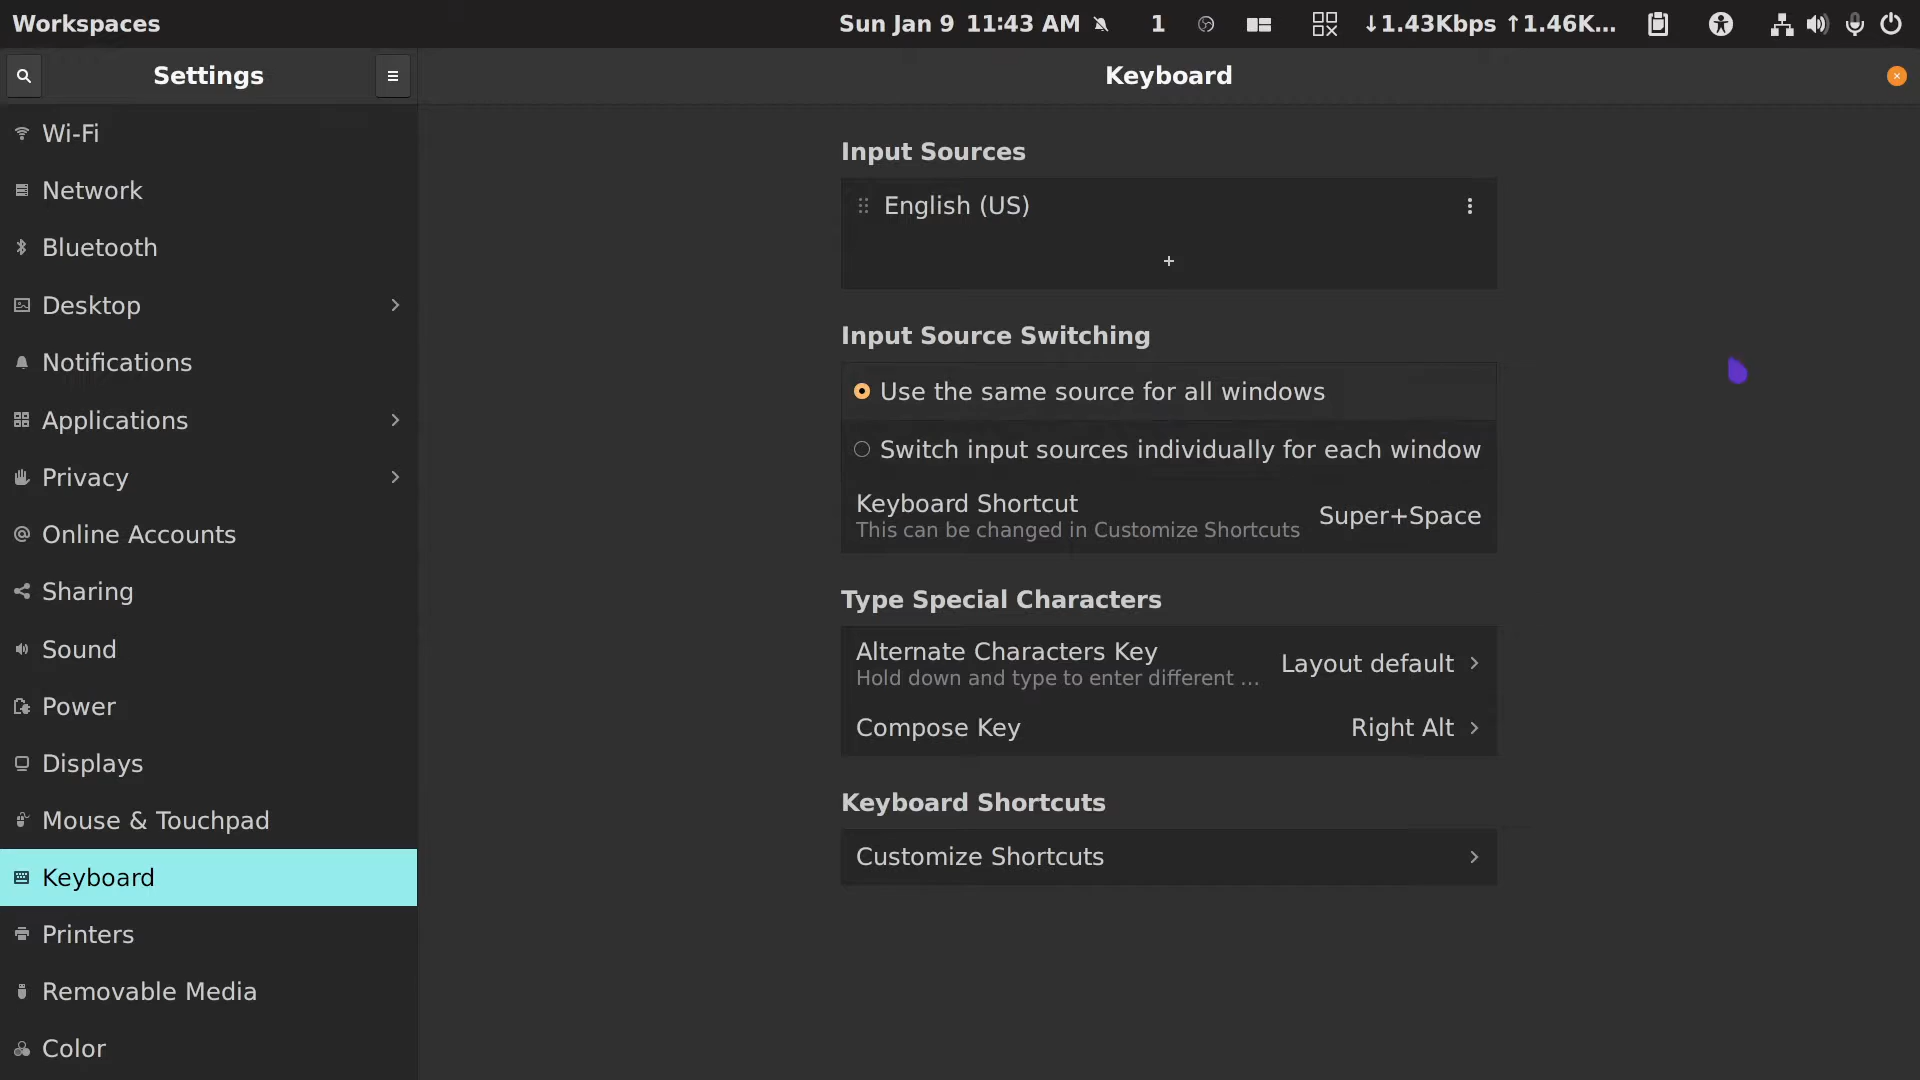 Workspaces
Sun Jan 9 11:43 AM
1
↓1.43Kbps ↑1.46K...
Settings
Keyboard
Wi-Fi
Network
Bluetooth
Desktop
Notifications
Applications
Privacy
Online Accounts
Sharing
Sound
Power
Displays
Mouse & Touchpad
Keyboard
Printers
Removable Media
Color
Input Sources
English (US)
+
Input Source Switching
Use the same source for all windows
Switch input sources individually for each window
Keyboard Shortcut
This can be changed in Customize Shortcuts
Super+Space
Type Special Characters
Alternate Characters Key
Hold down and type to enter different ...
Layout default
Compose Key
Right Alt
Keyboard Shortcuts
Customize Shortcuts